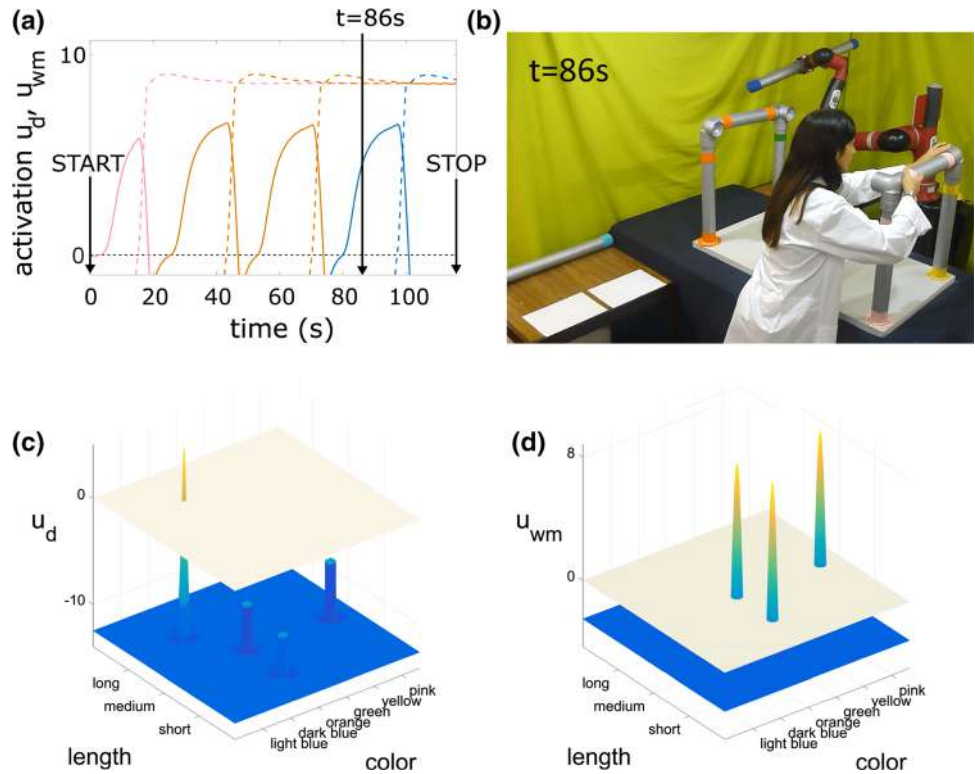 (a)
t=86s
10
activation u_d, u_wm
START
STOP
0
0 20 40 60 80 100
time (s)
(b)
t=86s
(c)
0
u_d
-10
long
medium
short
length
pink
yellow
green
orange
dark blue
light blue
color
(d)
8
u_wm
0
long
medium
short
length
pink
yellow
green
orange
dark blue
light blue
color